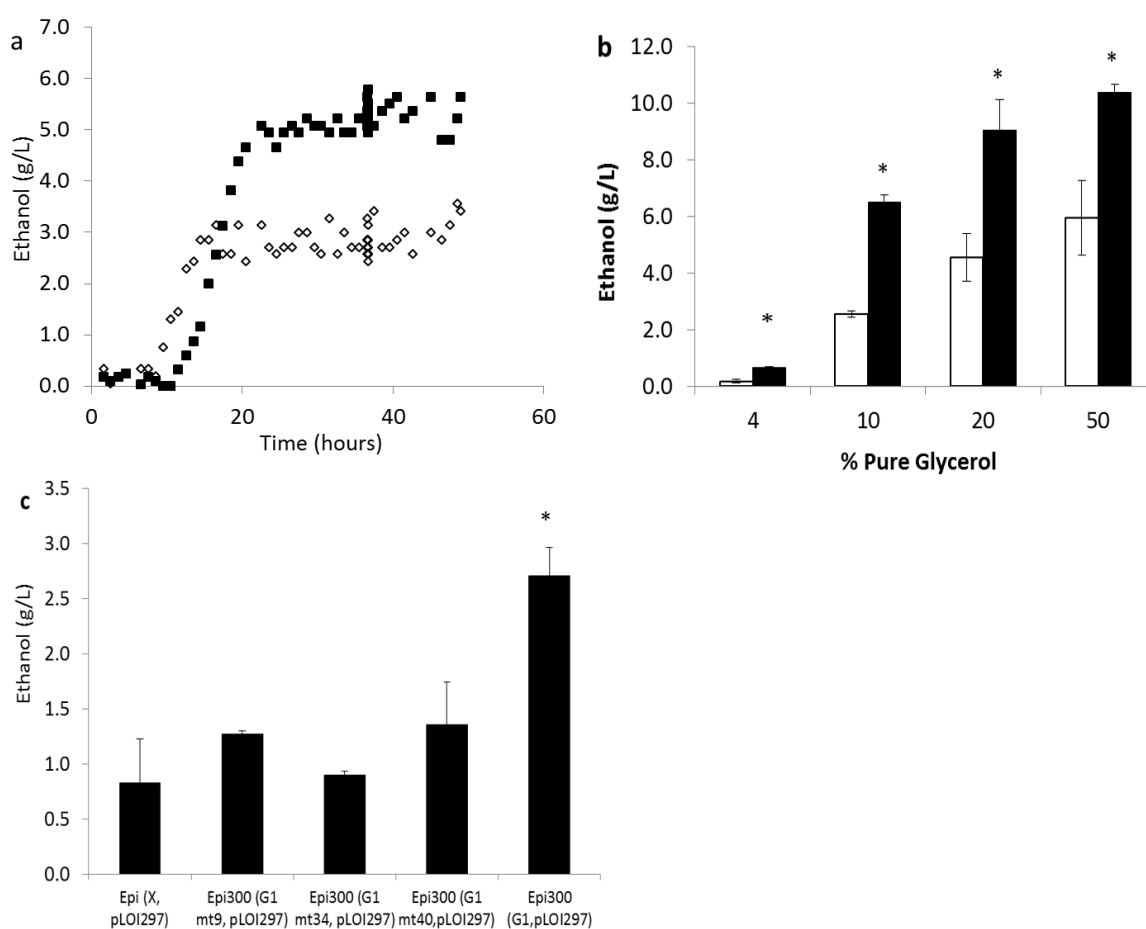 a
7.0
6.0
5.0
4.0
3.0
2.0
1.0
0.0
Ethanol (g/L)
0
20
40
60
Time (hours)
b
12.0
10.0
8.0
6.0
4.0
2.0
0.0
Ethanol (g/L)
*
*
*
*
4
10
20
50
% Pure Glycerol
c
3.5
3.0
2.5
2.0
1.5
1.0
0.5
0.0
Ethanol (g/L)
*
Epi (X,
pLOI297)
Epi300 (G1
mt9, pLOI297)
Epi300 (G1
mt34, pLOI297)
Epi300 (G1
mt40,pLOI297)
Epi300
(G1,pLOI297)